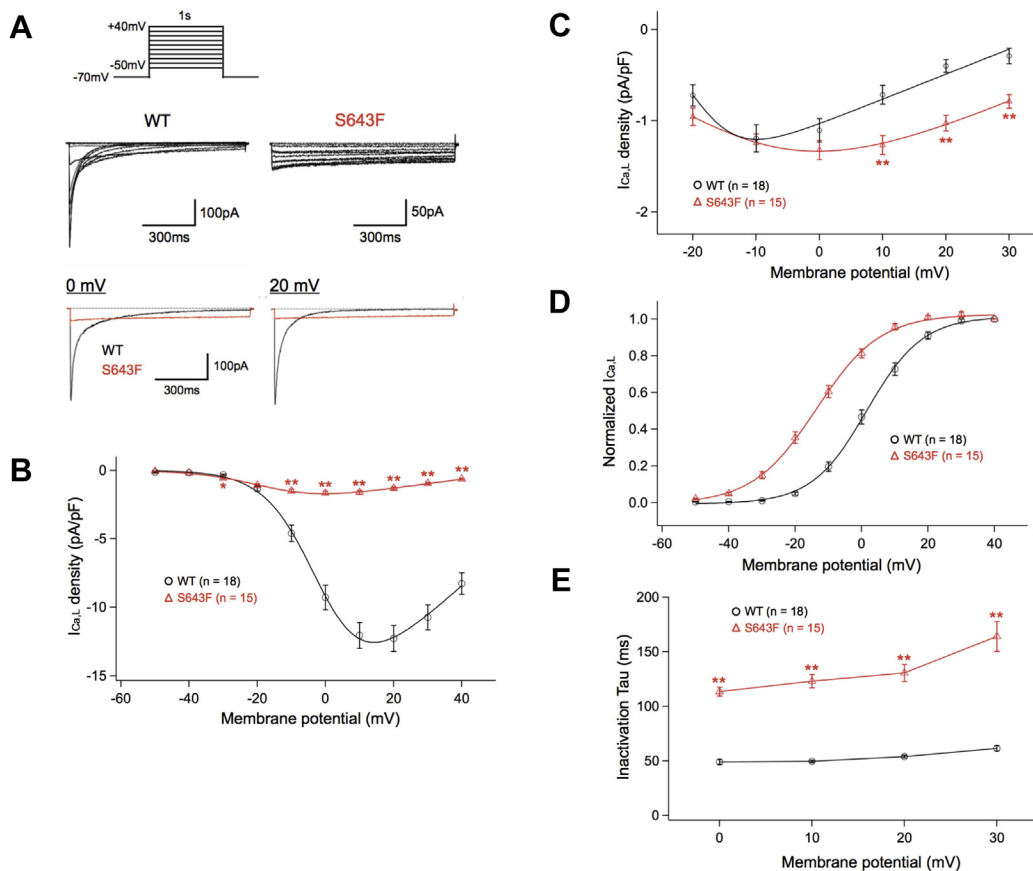 A
1s
+40mV
-50mV
-70mV
WT
S643F
100pA
300ms
50pA
300ms
0 mV
20 mV
WT
S643F
100pA
300ms
B
0
-5
-10
-15
ICa,L density (pA/pF)
*
**
**
**
**
**
**
WT (n = 18)
S643F (n = 15)
-60
-40
-20
0
20
40
Membrane potential (mV)
C
0
-1
-2
ICa,L density (pA/pF)
**
**
**
WT (n = 18)
S643F (n = 15)
-20
-10
0
10
20
30
Membrane potential (mV)
D
1.0
0.8
0.6
0.4
0.2
0.0
Normalized ICa,L
WT (n = 18)
S643F (n = 15)
-60
-40
-20
0
20
40
Membrane potential (mV)
E
200
150
100
50
0
Inactivation Tau (ms)
WT (n = 18)
S643F (n = 15)
**
**
**
**
0
10
20
30
Membrane potential (mV)